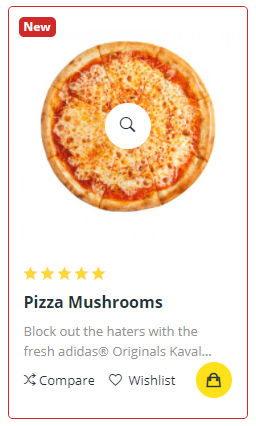 New
Pizza Mushrooms
Block out the haters with the
fresh adidas® Originals Kaval...
Compare Wishlist